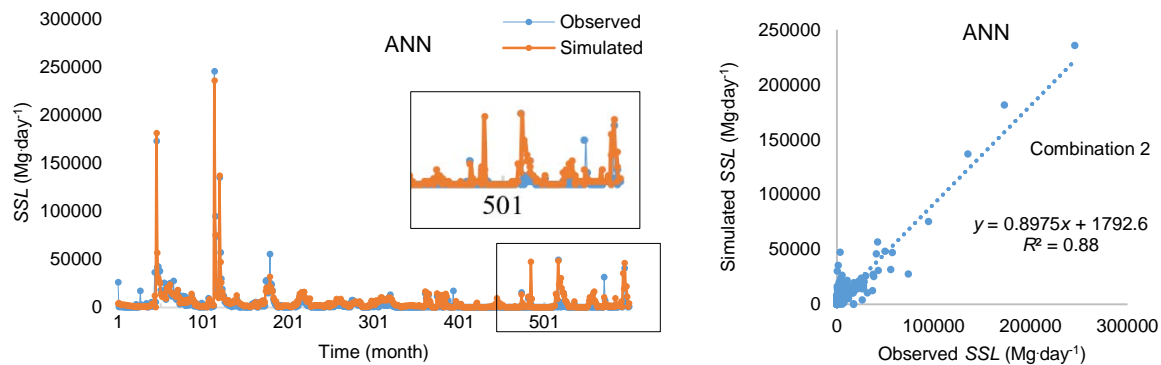 300000
250000
200000
150000
100000
50000
0
SSL (Mg·day⁻¹)
ANN
Observed
Simulated
501
1
101
201
301
401
501
Time (month)
ANN
250000
200000
150000
100000
50000
0
Simulated SSL (Mg·day⁻¹)
Combination 2
y = 0.8975x + 1792.6
R² = 0.88
0
100000
200000
300000
Observed SSL (Mg·day⁻¹)